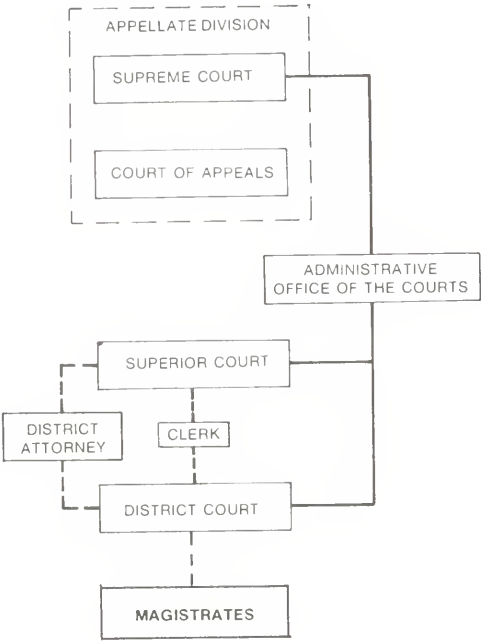 APPELLATE DIVISION
SUPREME COURT
COURT OF APPEALS
ADMINISTRATIVE
OFFICE OF THE COURTS
SUPERIOR COURT
DISTRICT
ATTORNEY
CLERK
DISTRICT COURT
MAGISTRATES